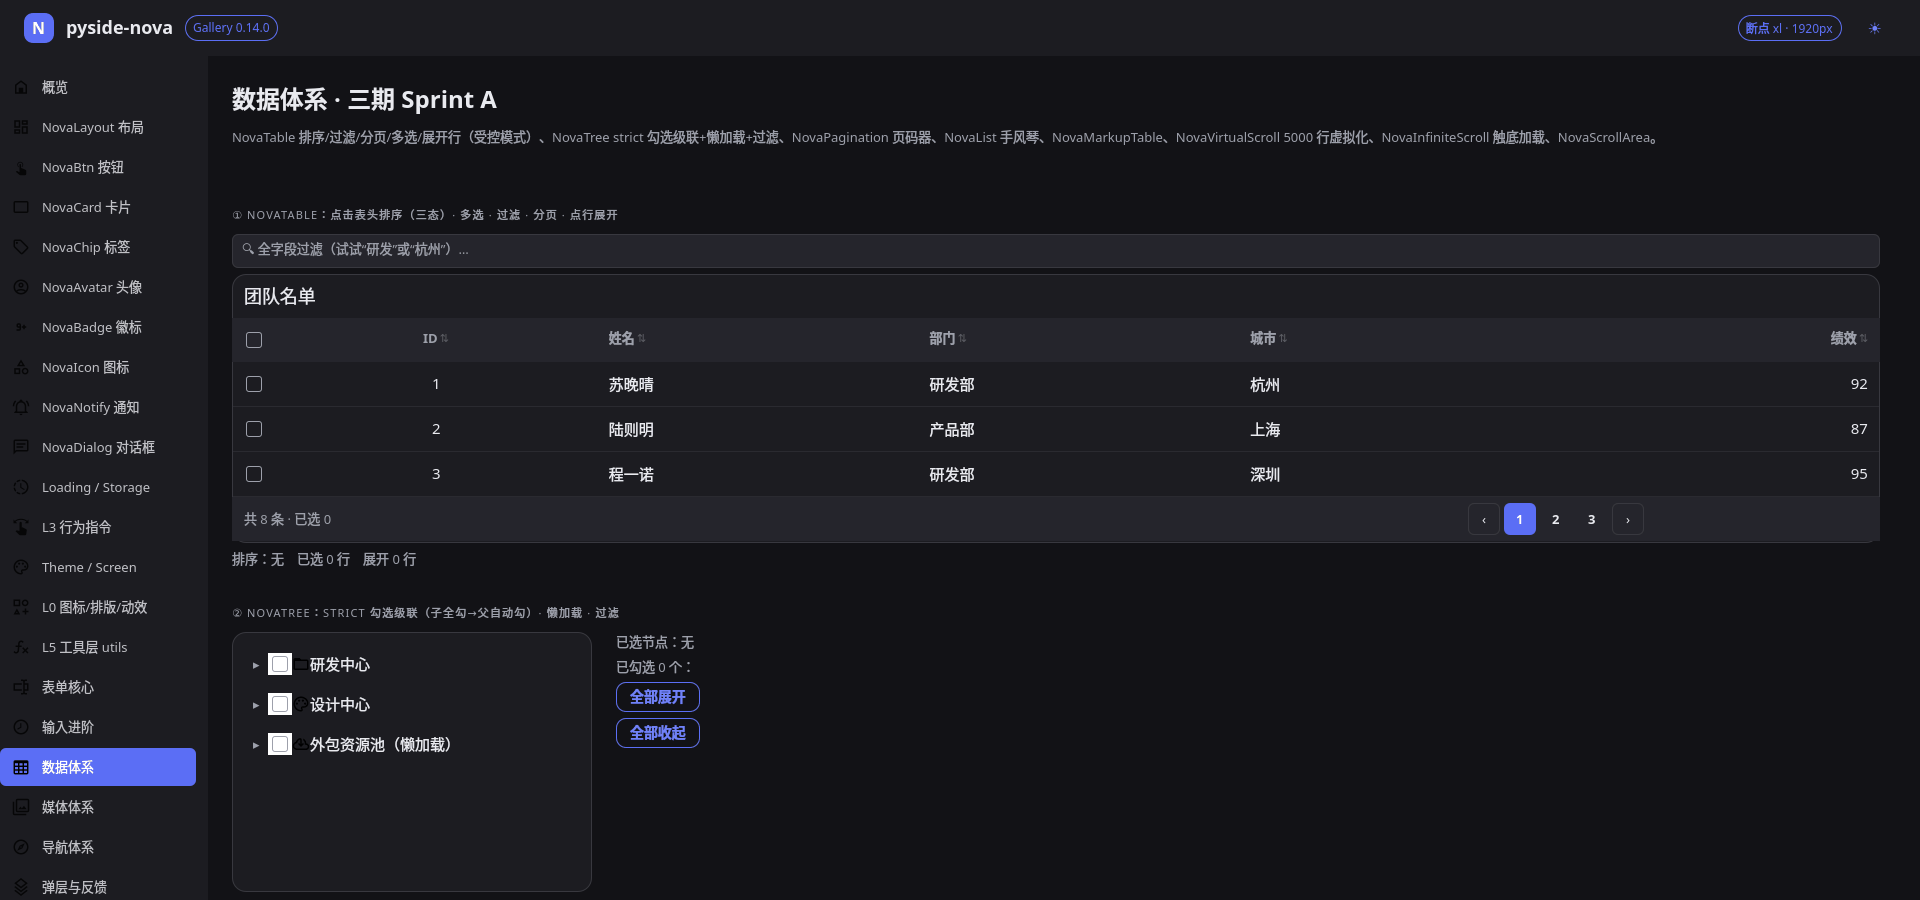 N pyside-nova Gallery 0.14.0 断点 xl · 1920px
概览
NovaLayout 布局
NovaBtn 按钮
NovaCard 卡片
NovaChip 标签
NovaAvatar 头像
9+ NovaBadge 徽标
NovaIcon 图标
NovaNotify 通知
NovaDialog 对话框
Loading / Storage
L3 行为指令
Theme / Screen
L0 图标/排版/动效
L5 工具层 utils
表单核心
输入进阶
数据体系
媒体体系
导航体系
弹层与反馈
数据体系 · 三期 Sprint A
NovaTable 排序/过滤/分页/多选/展开行（受控模式）、NovaTree strict 勾选级联+懒加载+过滤、NovaPagination 页码器、NovaList 手风琴、NovaMarkupTable、NovaVirtualScroll 5000 行虚拟化、NovaInfiniteScroll 触底加载、NovaScrollArea。
① NOVATABLE：点击表头排序（三态）· 多选 · 过滤 · 分页 · 点行展开
🔍 全字段过滤（试试“研发”或“杭州”）…
团队名单
ID⇅ 姓名⇅ 部门⇅ 城市⇅ 绩效⇅
1 苏晚晴 研发部 杭州 92
2 陆则明 产品部 上海 87
3 程一诺 研发部 深圳 95
共 8 条 · 已选 0 ‹ 1 2 3 ›
排序：无 已选 0 行 展开 0 行
② NOVATREE：STRICT 勾选级联（子全勾→父自动勾）· 懒加载 · 过滤
▸ 研发中心
▸ 设计中心
▸ 外包资源池（懒加载）
已选节点：无
已勾选 0 个：
全部展开
全部收起